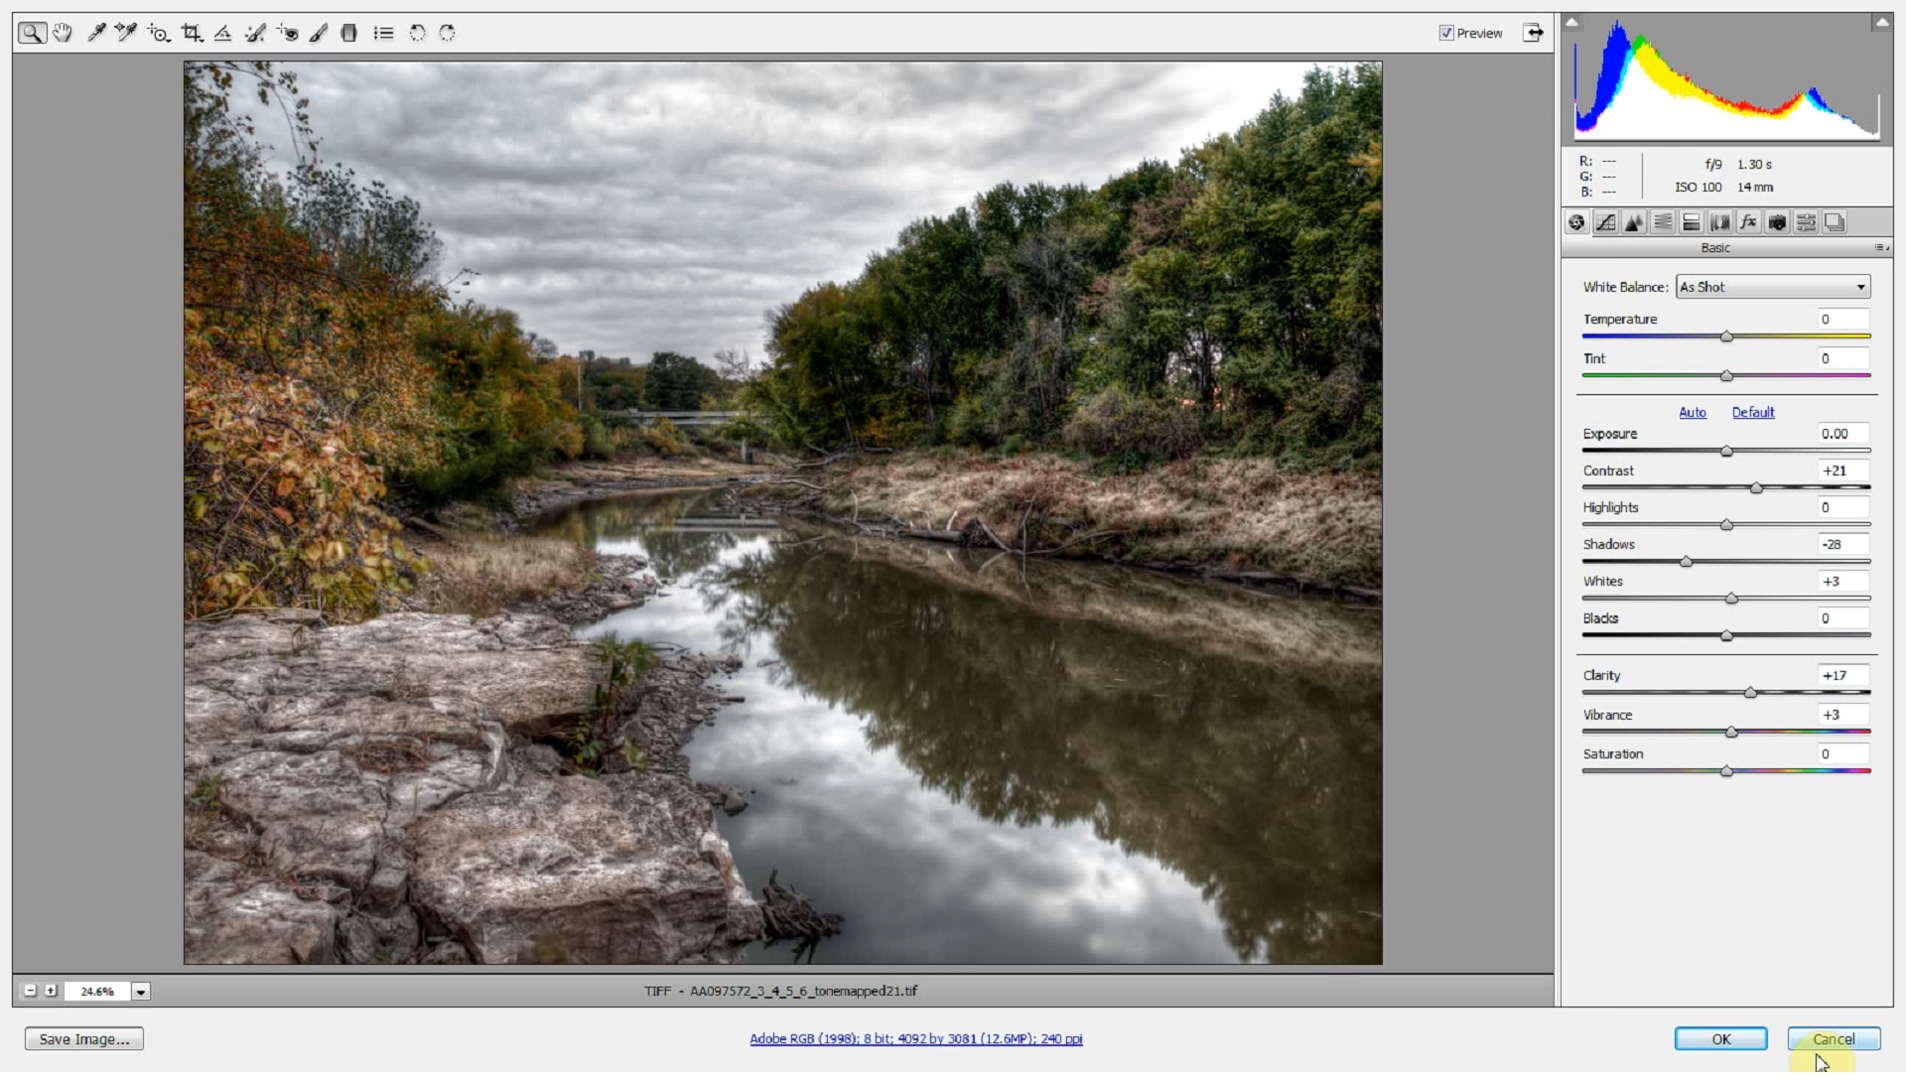 Preview
R: ---
G: ---
B: ---
f/9 1.30 s
ISO 100 14 mm
fx
Basic
White Balance: As Shot
Temperature 0
Tint 0
Auto Default
Exposure 0.00
Contrast +21
Highlights 0
Shadows -28
Whites +3
Blacks 0
Clarity +17
Vibrance +3
Saturation 0
24.6%
TIFF - AA097572_3_4_5_6_tonemapped21.tif
Save Image...
Adobe RGB (1998); 8 bit; 4092 by 3081 (12.6MP); 240 ppi
OK
Cancel